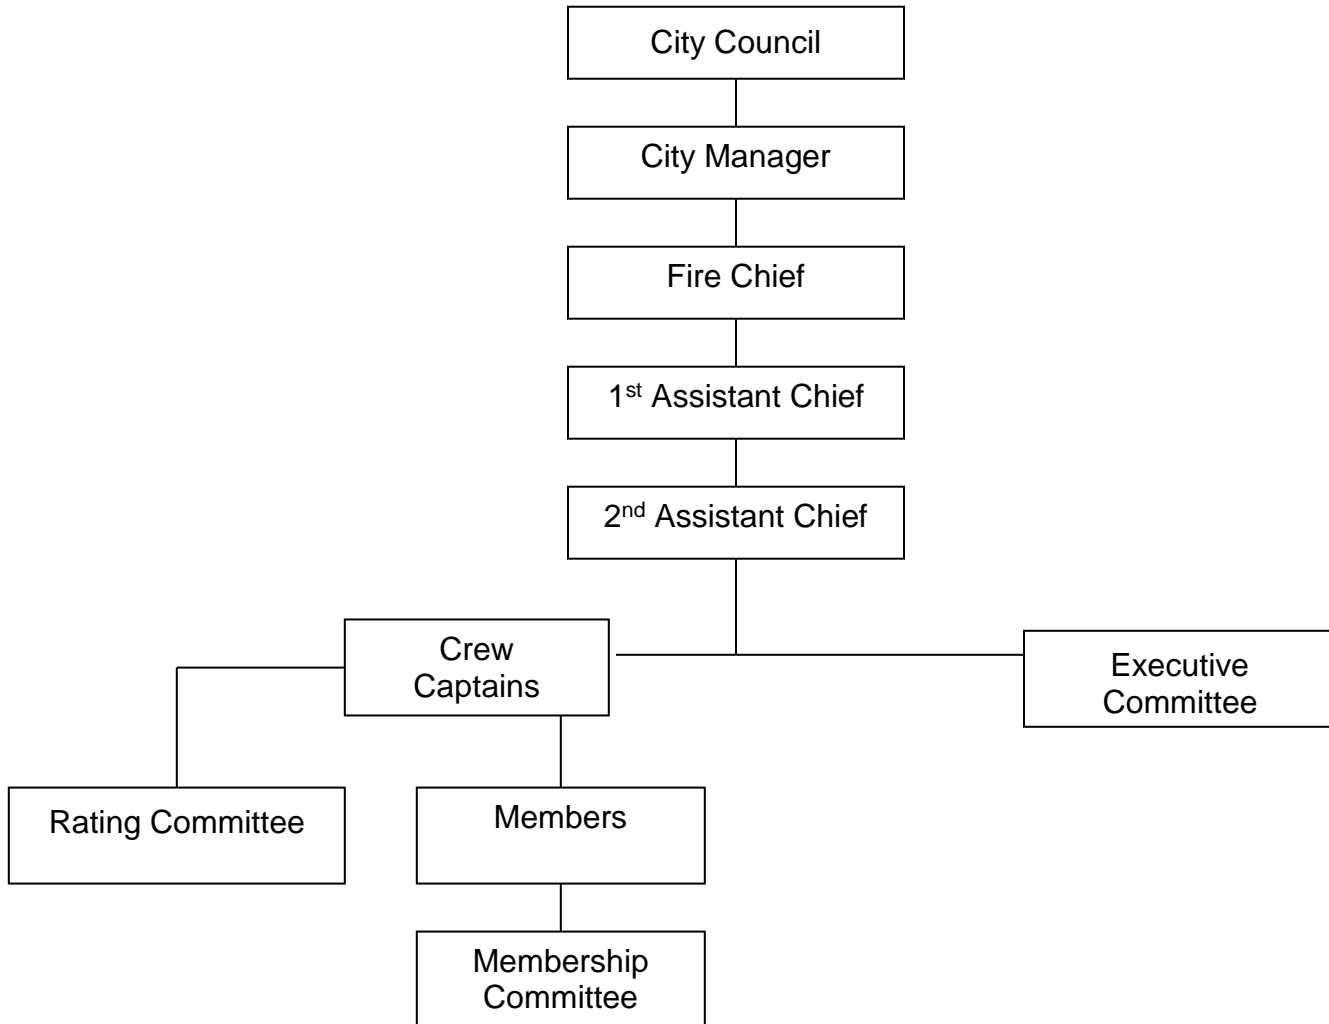 City Council
City Manager
Fire Chief
1st Assistant Chief
2nd Assistant Chief
Crew
Captains
Executive
Committee
Rating Committee
Members
Membership
Committee